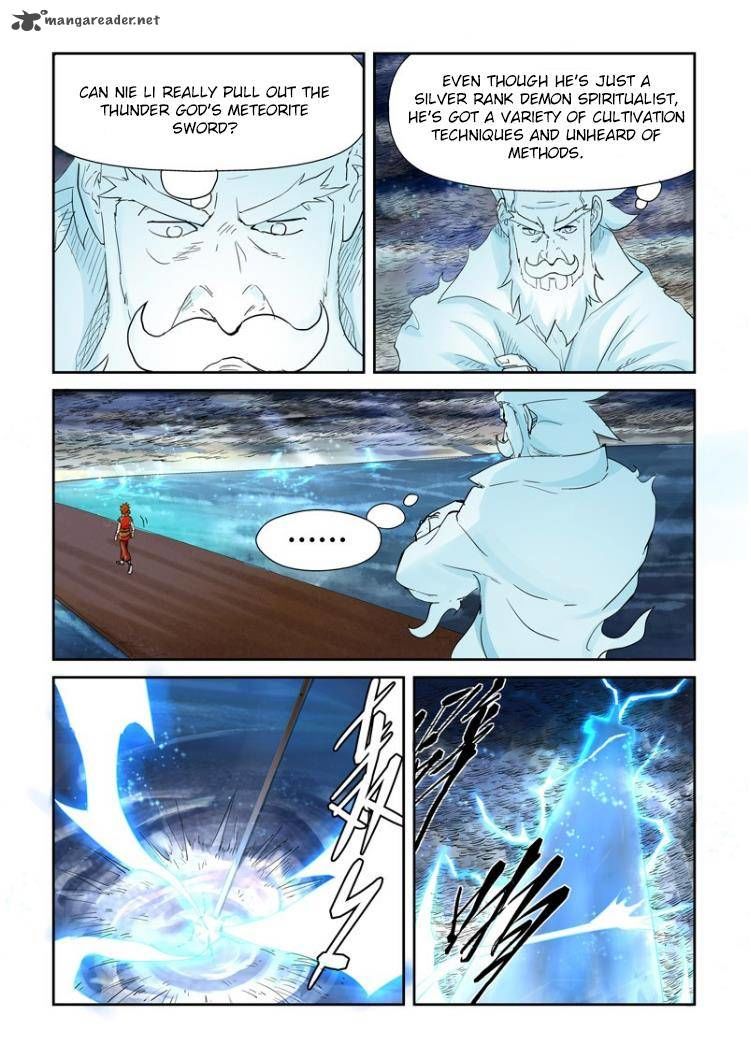 mangareader.net
CAN NIE LI REALLY PULL OUT THE
THUNDER GOD'S METEORITE
SWORD?
EVEN THOUGH HE'S JUST A
SILVER RANK DEMON SPIRITUALIST,
HE'S GOT A VARIETY OF CULTIVATION
TECHNIQUES AND UNHEARD OF
METHODS.
......